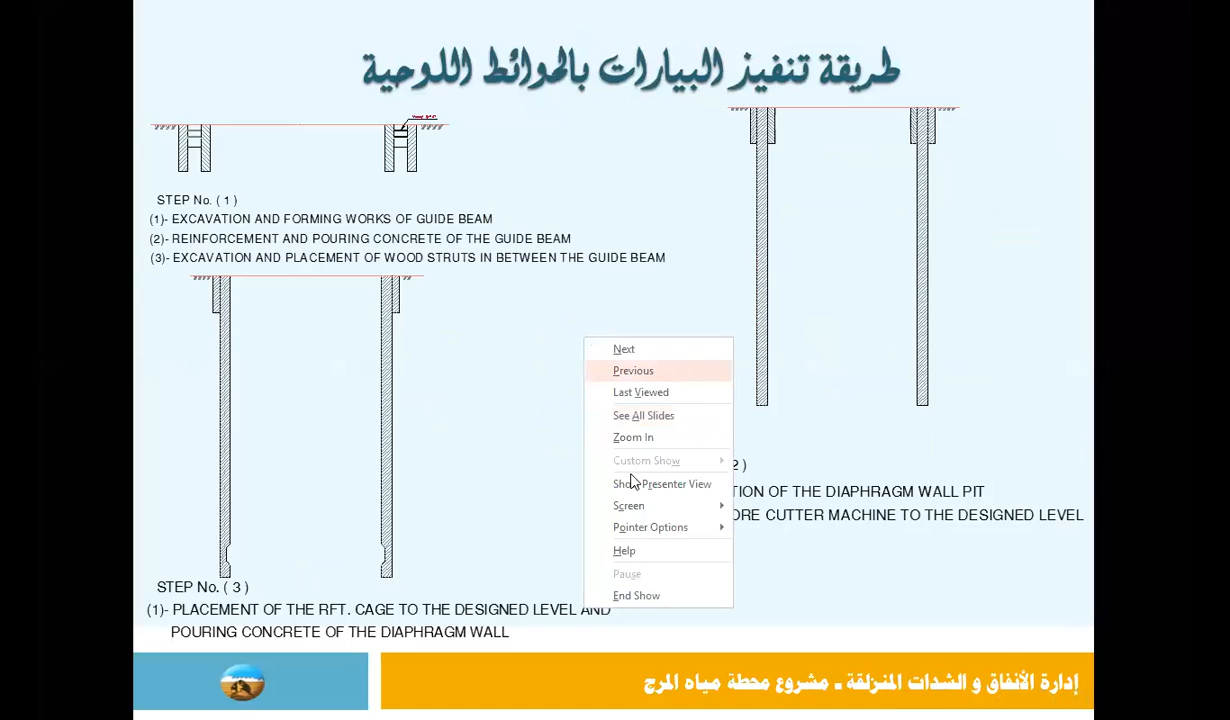 طريقة تنفيذ البيارات بالحوائط اللوحية
STEP No. ( 1 )
(1)- EXCAVATION AND FORMING WORKS OF GUIDE BEAM
(2)- REINFORCEMENT AND POURING CONCRETE OF THE GUIDE BEAM
(3)- EXCAVATION AND PLACEMENT OF WOOD STRUTS IN BETWEEN THE GUIDE BEAM
2 )
TION OF THE DIAPHRAGM WALL PIT
ORE CUTTER MACHINE TO THE DESIGNED LEVEL
STEP No. ( 3 )
(1)- PLACEMENT OF THE RFT. CAGE TO THE DESIGNED LEVEL AND
POURING CONCRETE OF THE DIAPHRAGM WALL
Next
Previous
Last Viewed
See All Slides
Zoom In
Custom Show
Show Presenter View
Screen
Pointer Options
Help
Pause
End Show
إدارة الأنفاق و الشدات المنزلقة - مشروع محطة مياه المرج